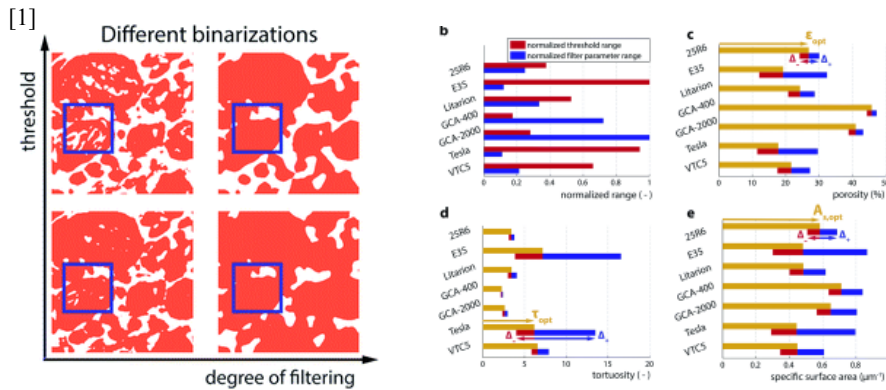 [1]
Different binarizations
threshold
degree of filtering
b
normalized threshold range
normalized filter parameter range
25R6
E35
Litarion
GCA-400
GCA-2000
Tesla
VTC5
0 0.2 0.4 0.6 0.8 1
normalized range (-)
c
ε opt
Δ- Δ+
25R6
E35
Litarion
GCA-400
GCA-2000
Tesla
VTC5
0 10 20 30 40 50
porosity (%)
d
25R6
E35
Litarion
GCA-400
GCA-2000
Tesla
VTC5
τ opt
Δ- Δ+
0 5 10 15 20
tortuosity (-)
e
A s,opt
Δ- Δ+
25R6
E35
Litarion
GCA-400
GCA-2000
Tesla
VTC5
0 0.2 0.4 0.6 0.8 1
specific surface area (μm⁻¹)